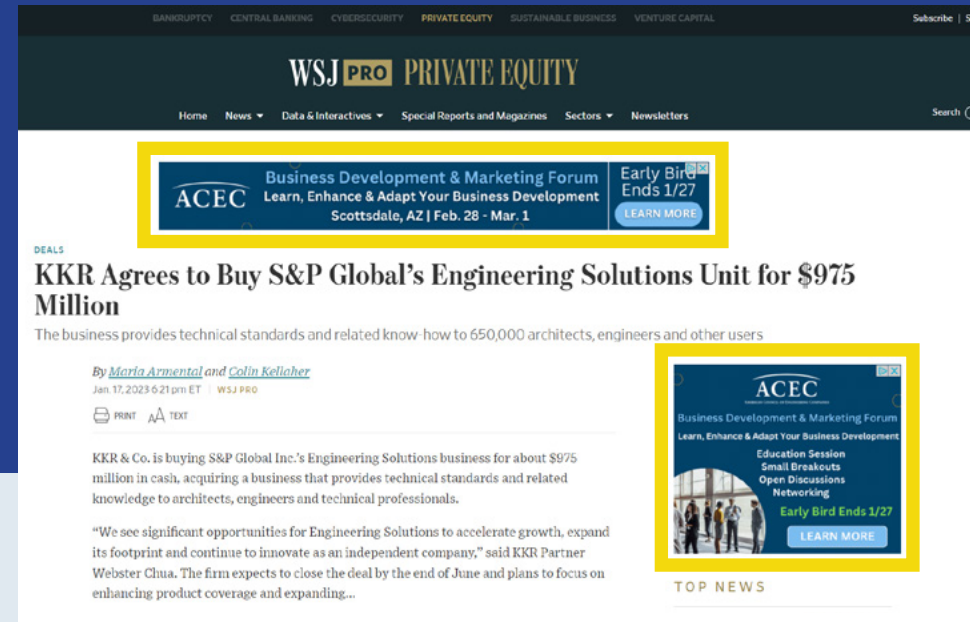 BANKRUPTCY CENTRAL BANKING CYBERSECURITY PRIVATE EQUITY SUSTAINABLE BUSINESS VENTURE CAPITAL
Subscribe | S
WSJ PRO PRIVATE EQUITY
Home News Data & Interactives Special Reports and Magazines Sectors Newsletters
Search
ACEC
Business Development & Marketing Forum
Learn, Enhance & Adapt Your Business Development
Scottsdale, AZ | Feb. 28 - Mar. 1
Early Bird
Ends 1/27
LEARN MORE
DEALS
KKR Agrees to Buy S&P Global’s Engineering Solutions Unit for $975
Million
The business provides technical standards and related know-how to 650,000 architects, engineers and other users
By Maria Armental and Colin Kellaher
Jan. 17, 2023 6:21 pm ET | WSJ PRO
PRINT AA TEXT
KKR & Co. is buying S&P Global Inc.’s Engineering Solutions business for about $975
million in cash, acquiring a business that provides technical standards and related
knowledge to architects, engineers and technical professionals.
“We see significant opportunities for Engineering Solutions to accelerate growth, expand
its footprint and continue to innovate as an independent company,” said KKR Partner
Webster Chua. The firm expects to close the deal by the end of June and plans to focus on
enhancing product coverage and expanding...
ACEC
American Council of Engineering Companies
Business Development & Marketing Forum
Learn, Enhance & Adapt Your Business Development
Education Session
Small Breakouts
Open Discussions
Networking
Early Bird Ends 1/27
LEARN MORE
TOP NEWS